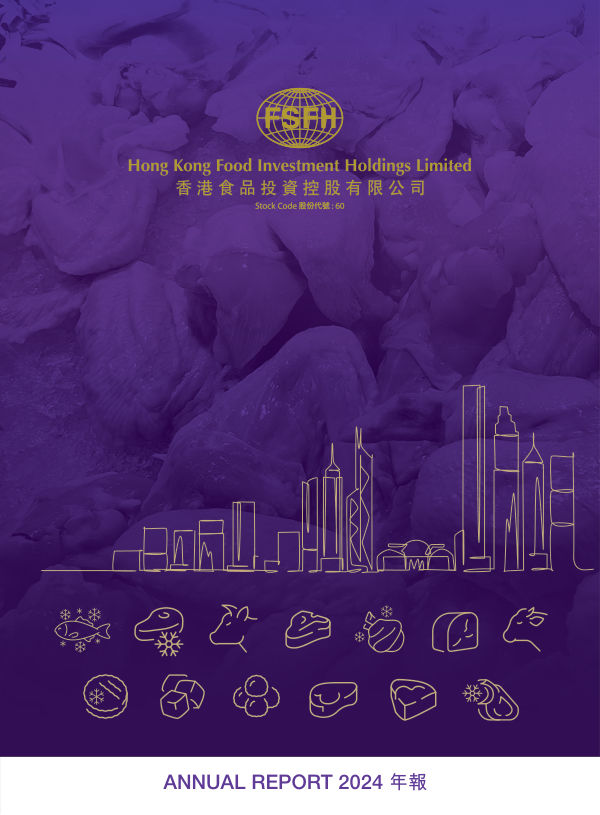 FSFH
Hong Kong Food Investment Holdings Limited
香港食品投資控股有限公司
Stock Code 股份代號 : 60
ANNUAL REPORT 2024 年報